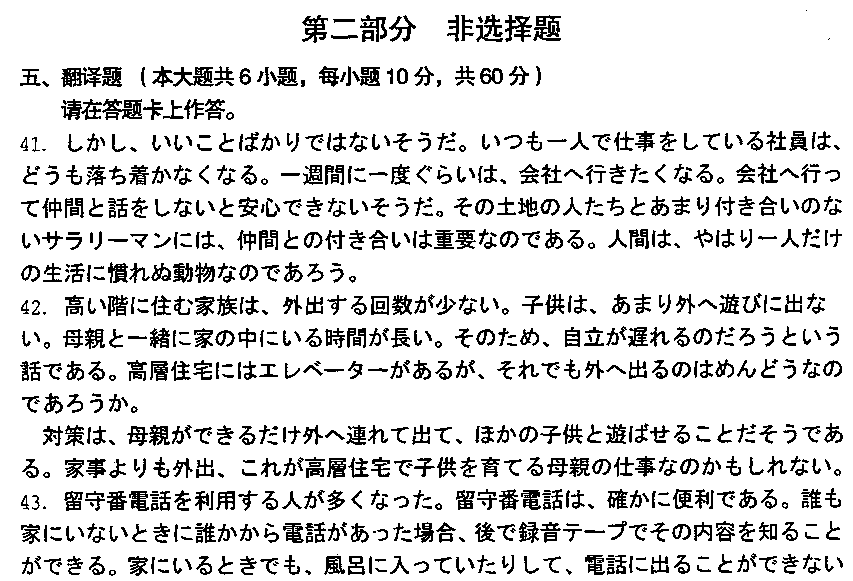 第二部分　非选择题
五、翻译题（本大题共6小题，每小题10分，共60分）
请在答题卡上作答。
41. しかし、いいことばかりではないそうだ。いつも一人で仕事をしている社員は、
どうも落ち着かなくなる。一週間に一度ぐらいは、会社へ行きたくなる。会社へ行っ
て仲間と話をしないと安心できないそうだ。その土地の人たちとあまり付き合いのな
いサラリーマンには、仲間との付き合いは重要なのである。人間は、やはり一人だけ
の生活に慣れぬ動物なのであろう。
42. 高い階に住む家族は、外出する回数が少ない。子供は、あまり外へ遊びに出な
い。母親と一緒に家の中にいる時間が長い。そのため、自立が遅れるのだろうという
話である。高層住宅にはエレベーターがあるが、それでも外へ出るのはめんどうなの
であろうか。
対策は、母親ができるだけ外へ連れて出て、ほかの子供と遊ばせることだそうであ
る。家事よりも外出、これが高層住宅で子供を育てる母親の仕事なのかもしれない。
43. 留守番電話を利用する人が多くなった。留守番電話は、確かに便利である。誰も
家にいないときに誰かから電話があった場合、後で録音テープでその内容を知ること
ができる。家にいるときでも、風呂に入っていたりして、電話に出ることができない